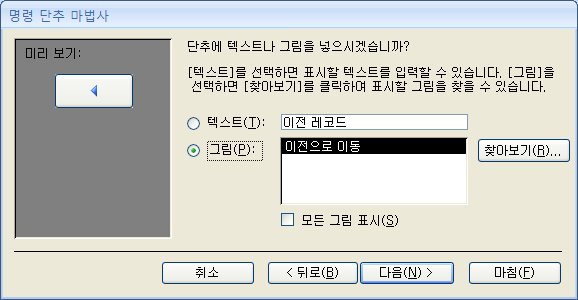 명령 단추 마법사
미리 보기:
단추에 텍스트나 그림을 넣으시겠습니까?
[텍스트]를 선택하면 표시할 텍스트를 입력할 수 있습니다. [그림]을
선택하면 [찾아보기]를 클릭하여 표시할 그림을 찾을 수 있습니다.
텍스트(T):
이전 레코드
그림(P):
이전으로 이동
찾아보기(R)...
모든 그림 표시(S)
취소
< 뒤로(B)
다음(N) >
마침(F)